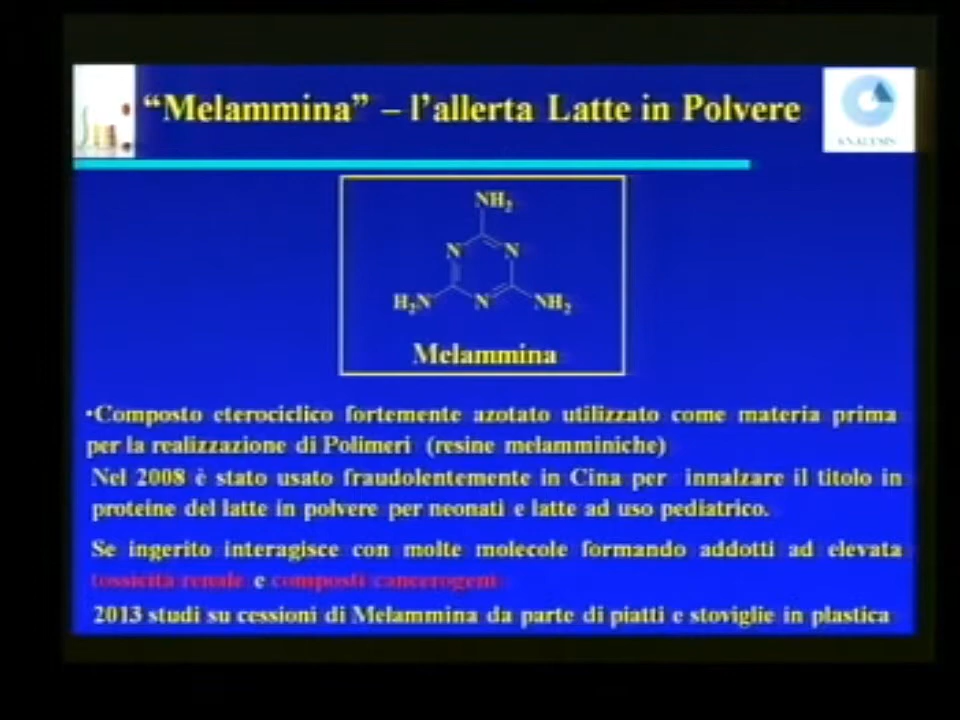 “Melammina” – l’allerta Latte in Polvere
ANALYSIS
NH2
N N
H2N N NH2
Melammina
•Composto eterociclico fortemente azotato utilizzato come materia prima
per la realizzazione di Polimeri (resine melamminiche)
Nel 2008 è stato usato fraudolentemente in Cina per innalzare il titolo in
proteine del latte in polvere per neonati e latte ad uso pediatrico.
Se ingerito interagisce con molte molecole formando addotti ad elevata
tossicità renale e composti cancerogeni
2013 studi su cessioni di Melammina da parte di piatti e stoviglie in plastica